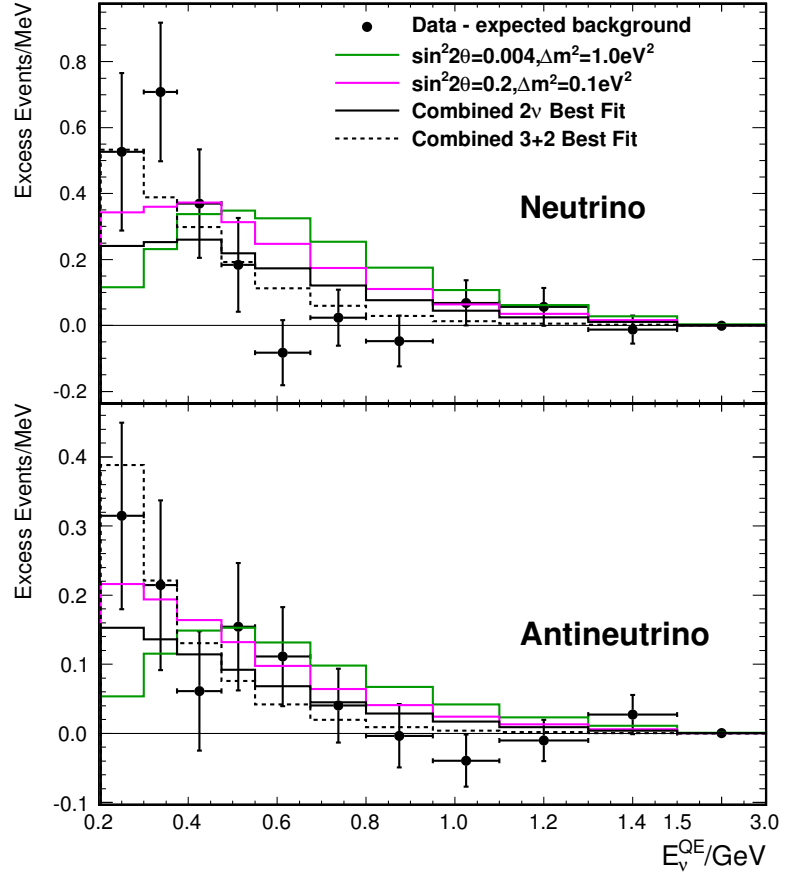 Data - expected background
sin²2θ=0.004,Δm²=1.0eV²
sin²2θ=0.2,Δm²=0.1eV²
Combined 2ν Best Fit
Combined 3+2 Best Fit
Neutrino
Excess Events/MeV
0.8
0.6
0.4
0.2
0.0
-0.2
Antineutrino
Excess Events/MeV
0.4
0.3
0.2
0.1
0.0
-0.1
0.2 0.4 0.6 0.8 1.0 1.2 1.4 1.5 3.0
E_ν^QE/GeV